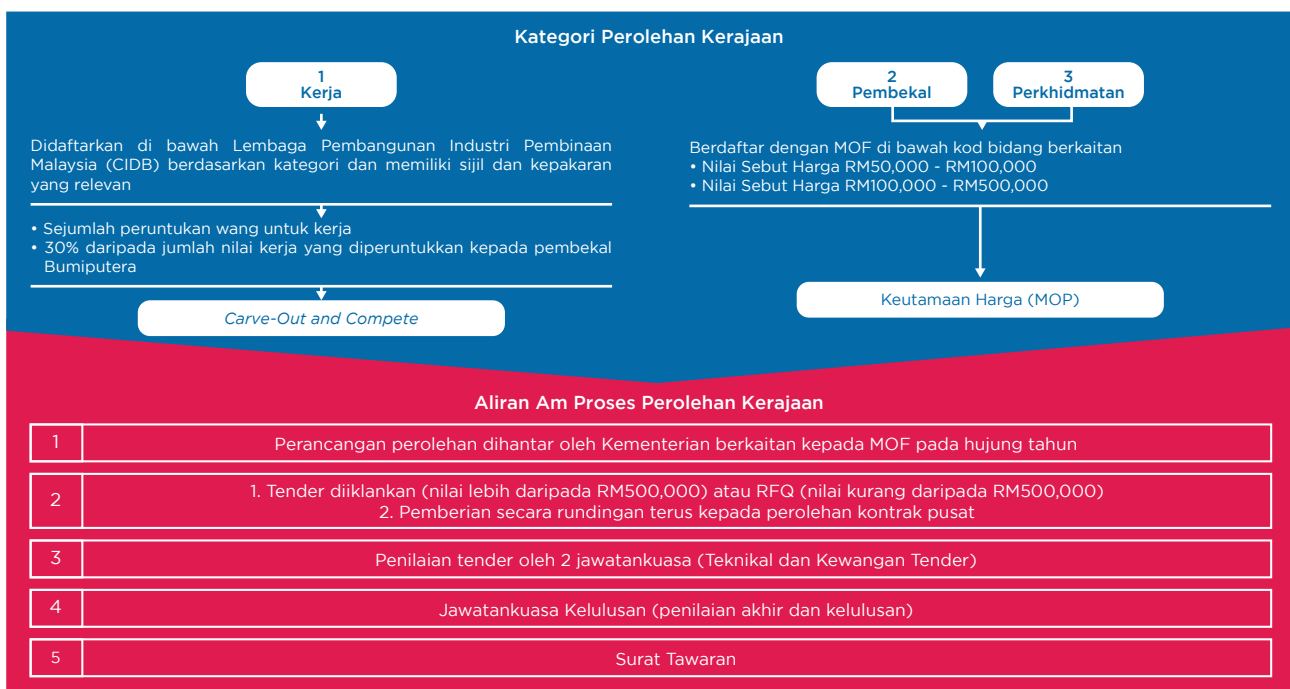 Kategori Perolehan Kerajaan
1
Kerja
Didaftarkan di bawah Lembaga Pembangunan Industri Pembinaan
Malaysia (CIDB) berdasarkan kategori dan memiliki sijil dan kepakaran
yang relevan
• Sejumlah peruntukan wang untuk kerja
• 30% daripada jumlah nilai kerja yang diperuntukkan kepada pembekal
Bumiputera
Carve-Out and Compete
2
Pembekal
3
Perkhidmatan
Berdaftar dengan MOF di bawah kod bidang berkaitan
• Nilai Sebut Harga RM50,000 - RM100,000
• Nilai Sebut Harga RM100,000 - RM500,000
Keutamaan Harga (MOP)
Aliran Am Proses Perolehan Kerajaan
1 Perancangan perolehan dihantar oleh Kementerian berkaitan kepada MOF pada hujung tahun
2 1. Tender diiklankan (nilai lebih daripada RM500,000) atau RFQ (nilai kurang daripada RM500,000)
2. Pemberian secara rundingan terus kepada perolehan kontrak pusat
3 Penilaian tender oleh 2 jawatankuasa (Teknikal dan Kewangan Tender)
4 Jawatankuasa Kelulusan (penilaian akhir dan kelulusan)
5 Surat Tawaran